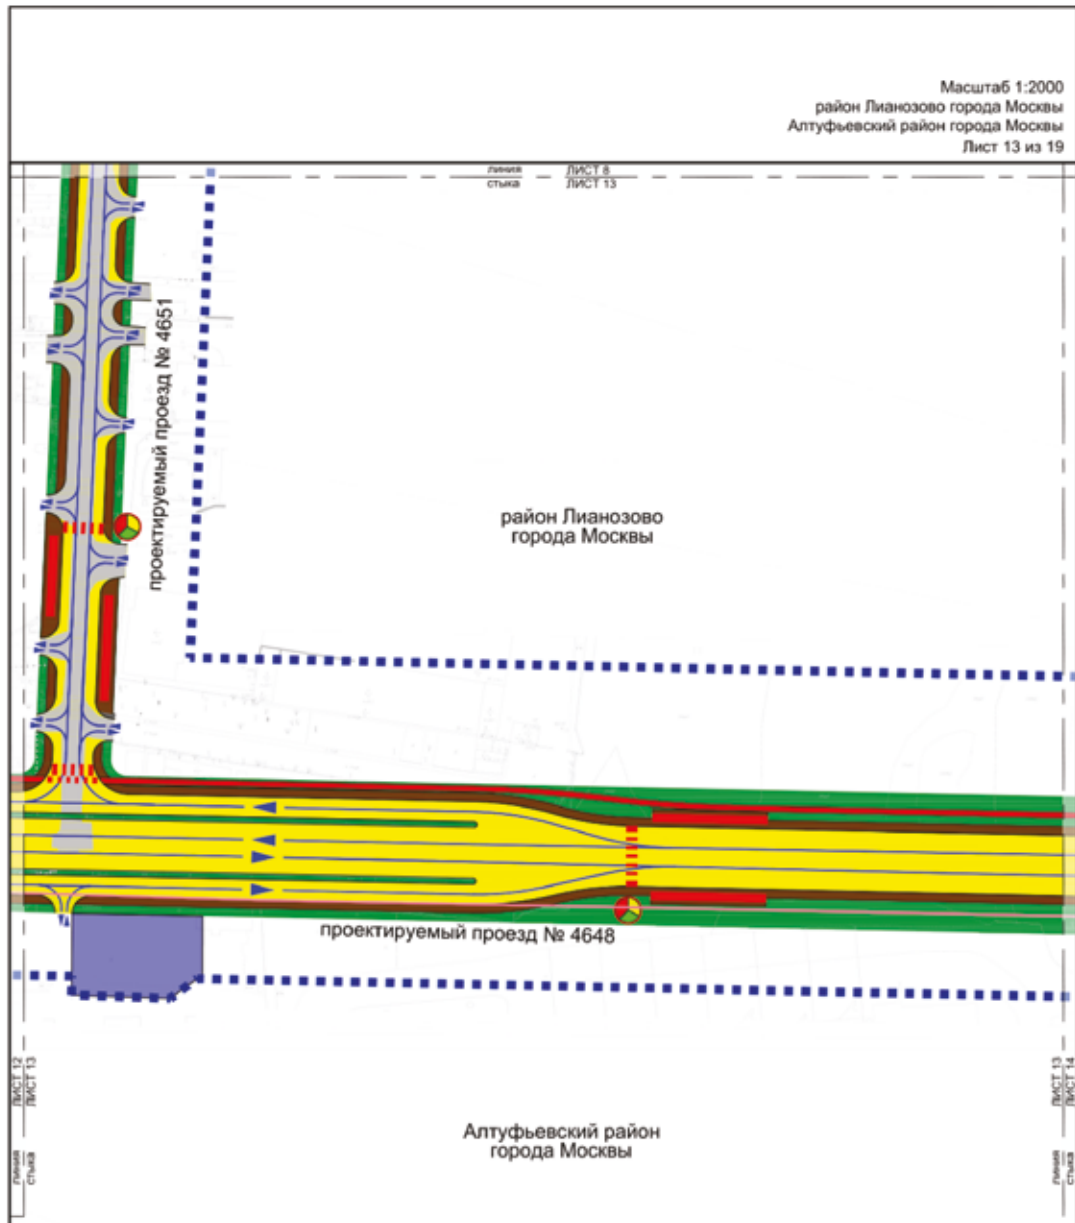 Масштаб 1:2000
район Лианозово города Москвы
Алтуфьевский район города Москвы
Лист 13 из 19
линия ЛИСТ 8
стыка ЛИСТ 13
проектируемый проезд № 4651
район Лианозово
города Москвы
проектируемый проезд № 4648
Алтуфьевский район
города Москвы
линия ЛИСТ 12
стыка ЛИСТ 13
линия ЛИСТ 13
стыка ЛИСТ 14